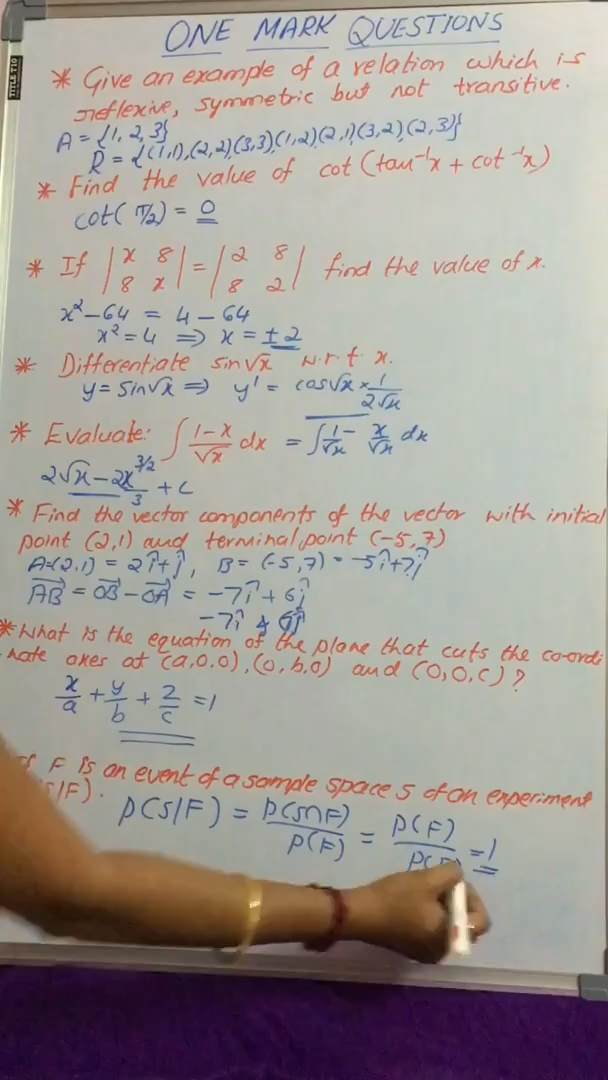 TITLE TIO
ONE MARK QUESTIONS
* Give an example of a relation which is
reflexive, symmetric but not transitive.
A = {1, 2, 3}
R = {(1,1),(2,2),(3,3)(1,2)(2,1),(3,2),(2,3)}
* Find the value of cot(tan⁻¹x + cot⁻¹x)
cot(π/2) = 0
* If |x 8; 8 x| = |2 8; 8 2| find the value of x.
x² - 64 = 4 - 64
x² = 4 ⟹ x = ±2
* Differentiate sin√x w.r.t x.
y = sin√x ⟹ y' = cos√x × 1/2√x
* Evaluate: ∫ 1-x/√x dx = ∫ 1/√x - x/√x dx
2√x - 2x^3/2/3 + c
* Find the vector components of the vector with initial
point (2,1) and terminal point (-5,7)
A=(2,1) = 2î+ĵ, B = (-5,7) = -5î+7ĵ
AB = OB - OA = -7î + 6ĵ
-7î & 6ĵ
* What is the equation of the plane that cuts the co-ordi
nate axes at (a,0,0), (0,b,0) and (0,0,c)?
x/a + y/b + z/c = 1
If F is an event of a sample space S of an experiment
S/F).
P(S/F) = P(S∩F)/P(F) = P(F)/P(F) = 1